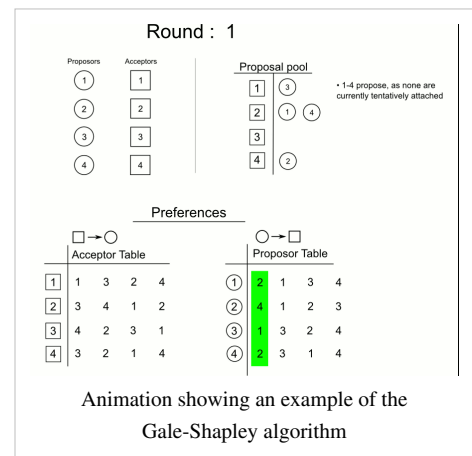 Round : 1
Proposors Acceptors
1 1
2 2
3 3
4 4
Proposal pool
1 3
2 1 4
3
4 2
• 1-4 propose, as none are
currently tentatively attached
Preferences
Acceptor Table
1 1 3 2 4
2 3 4 1 2
3 4 2 3 1
4 3 2 1 4
Proposor Table
1 2 1 3 4
2 4 1 2 3
3 1 3 2 4
4 2 3 1 4
Animation showing an example of the
Gale-Shapley algorithm